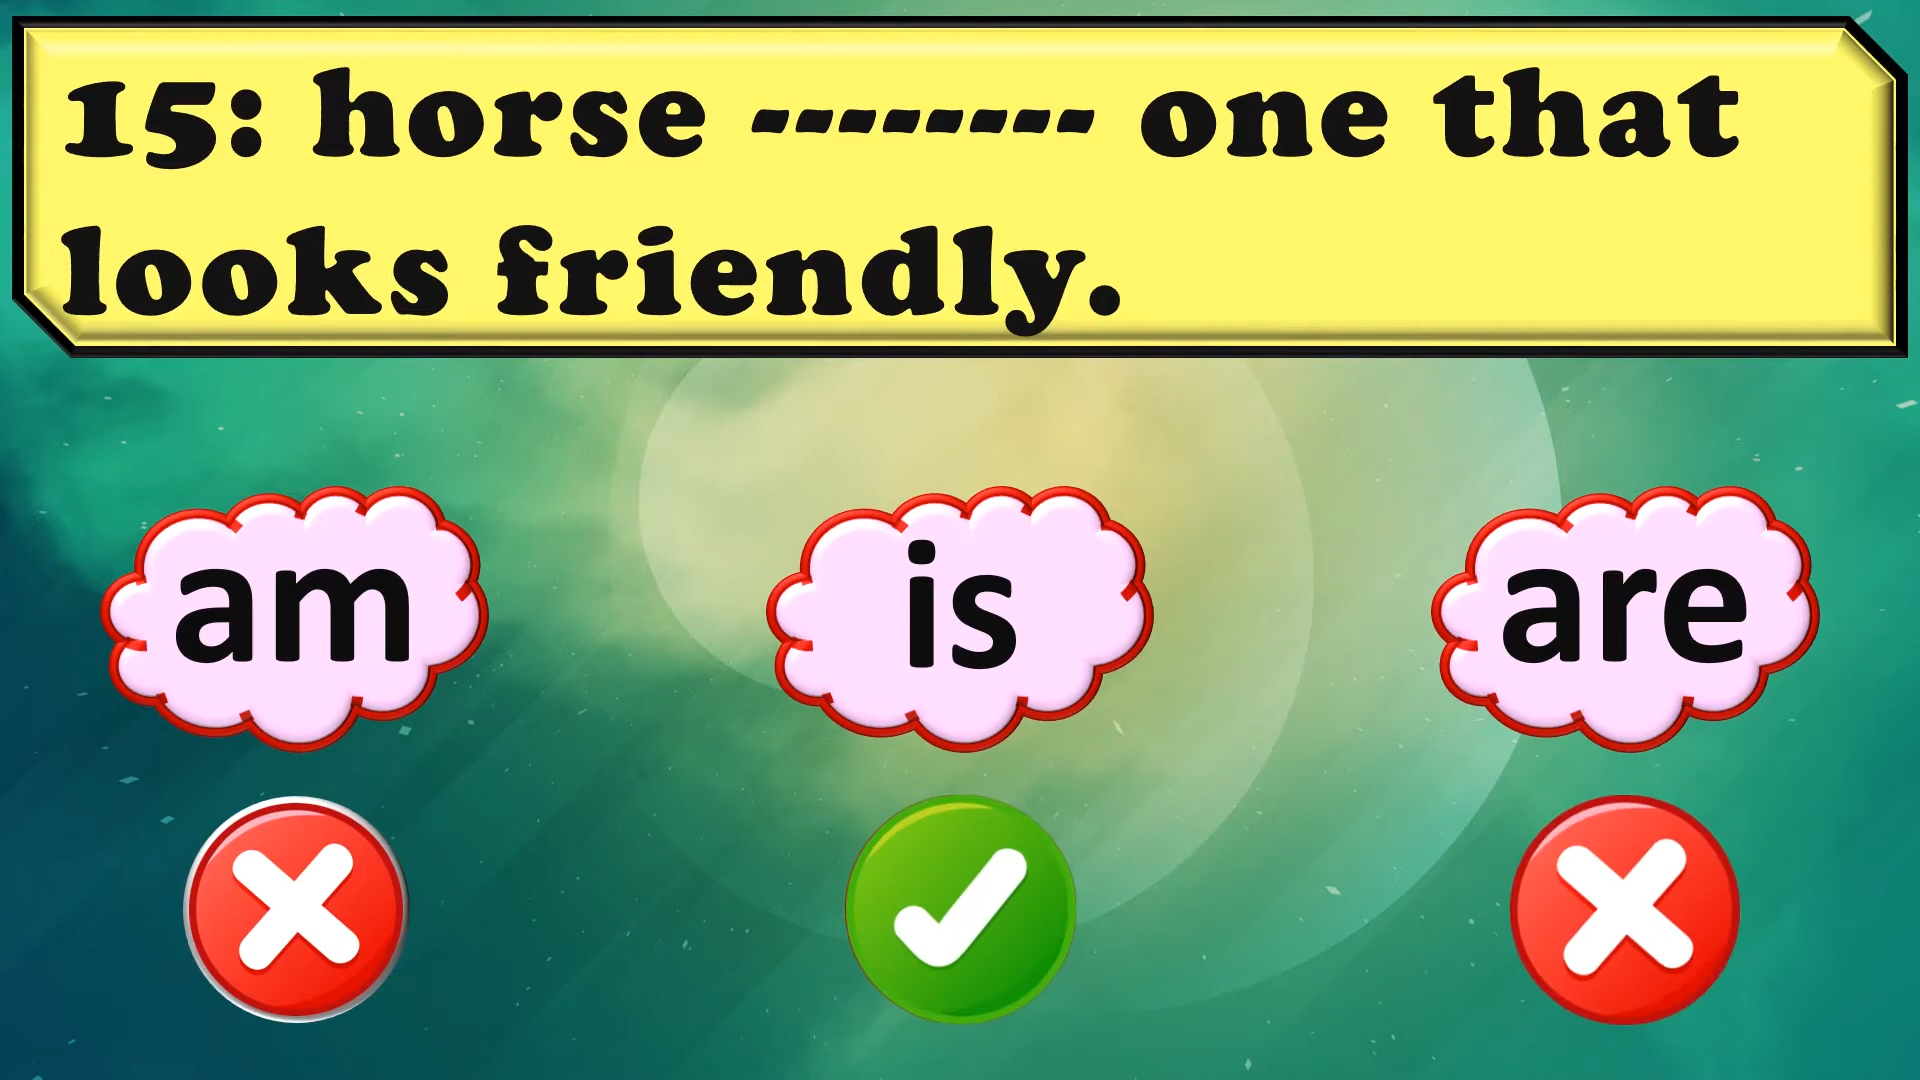 15: horse -------- one that
looks friendly.
am is are